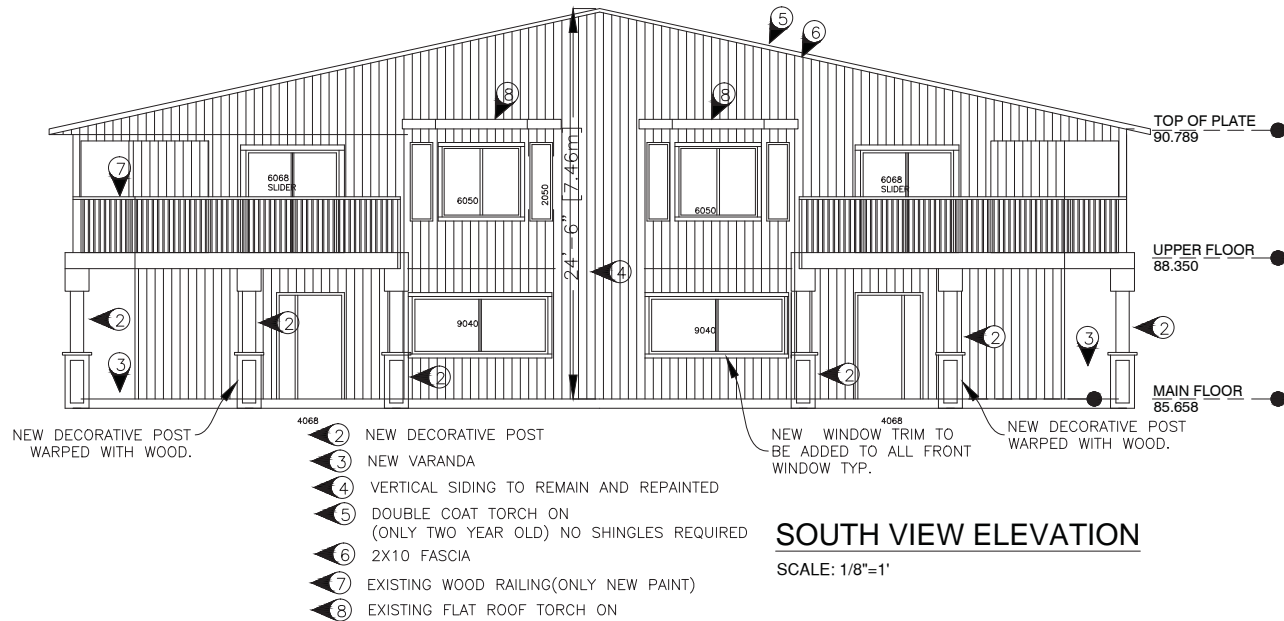 5
6
8
8
TOP OF PLATE
90.789
7
6068
SLIDER
6050
2050
24'-6" [7.46m]
6050
6068
SLIDER
UPPER FLOOR
88.350
4
2
2
9040
9040
2
2
3
3
2
2
MAIN FLOOR
85.658
4068
4068
NEW DECORATIVE POST
WARPED WITH WOOD.
NEW WINDOW TRIM TO
BE ADDED TO ALL FRONT
WINDOW TYP.
NEW DECORATIVE POST
WARPED WITH WOOD.
2 NEW DECORATIVE POST
3 NEW VARANDA
4 VERTICAL SIDING TO REMAIN AND REPAINTED
5 DOUBLE COAT TORCH ON
(ONLY TWO YEAR OLD) NO SHINGLES REQUIRED
6 2X10 FASCIA
7 EXISTING WOOD RAILING(ONLY NEW PAINT)
8 EXISTING FLAT ROOF TORCH ON
SOUTH VIEW ELEVATION
SCALE: 1/8"=1'